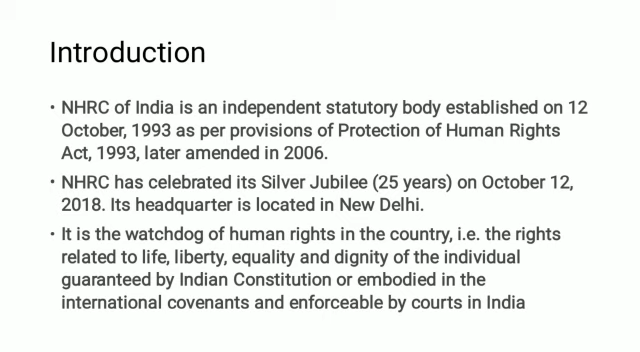 Introduction
• NHRC of India is an independent statutory body established on 12
October, 1993 as per provisions of Protection of Human Rights
Act, 1993, later amended in 2006.
• NHRC has celebrated its Silver Jubilee (25 years) on October 12,
2018. Its headquarter is located in New Delhi.
• It is the watchdog of human rights in the country, i.e. the rights
related to life, liberty, equality and dignity of the individual
guaranteed by Indian Constitution or embodied in the
international covenants and enforceable by courts in India